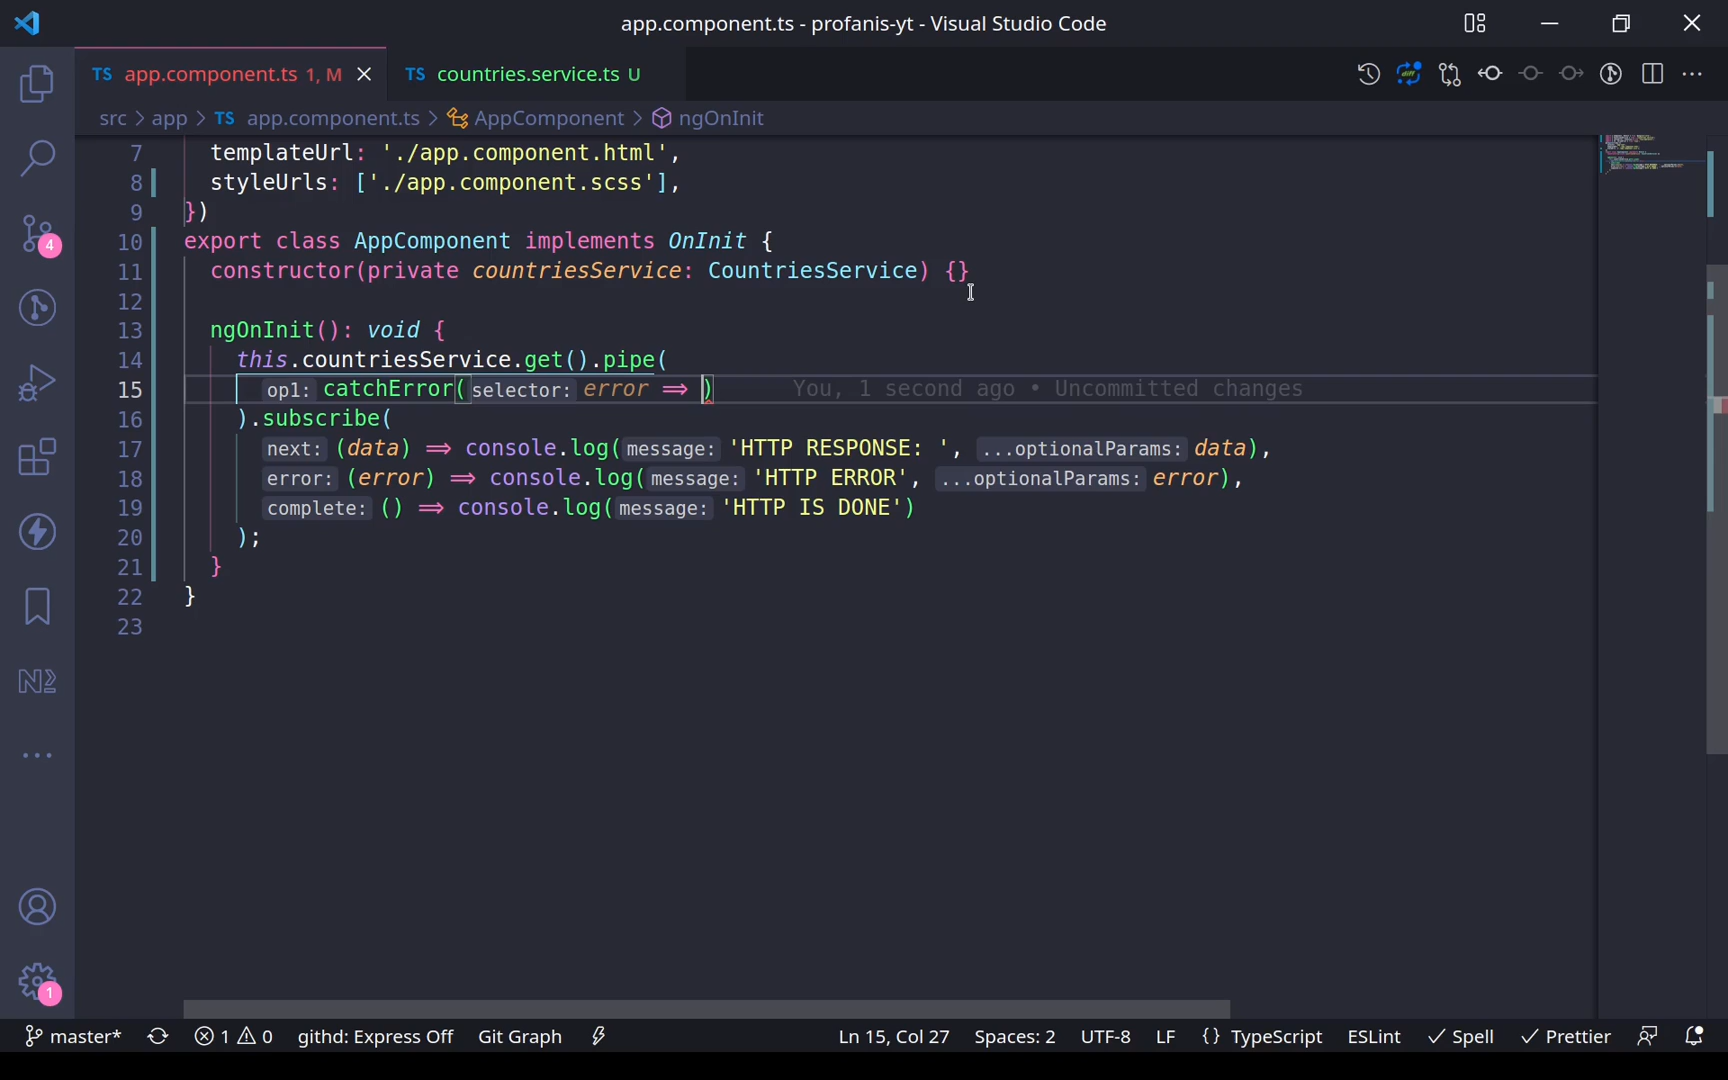 app.component.ts - profanis-yt - Visual Studio Code
TS app.component.ts 1, M
TS countries.service.ts U
src > app > TS app.component.ts > AppComponent > ngOnInit
7 templateUrl: './app.component.html',
8 styleUrls: ['./app.component.scss'],
9 })
10 export class AppComponent implements OnInit {
11 constructor(private countriesService: CountriesService) {}
12
13 ngOnInit(): void {
14 this.countriesService.get().pipe(
15 op1: catchError(selector: error => ) You, 1 second ago • Uncommitted changes
16 ).subscribe(
17 next: (data) => console.log(message: 'HTTP RESPONSE: ', ...optionalParams: data),
18 error: (error) => console.log(message: 'HTTP ERROR', ...optionalParams: error),
19 complete: () => console.log(message: 'HTTP IS DONE')
20 );
21 }
22 }
23
4
1
master* 1 0 githd: Express Off Git Graph Ln 15, Col 27 Spaces: 2 UTF-8 LF {} TypeScript ESLint ✓ Spell ✓ Prettier